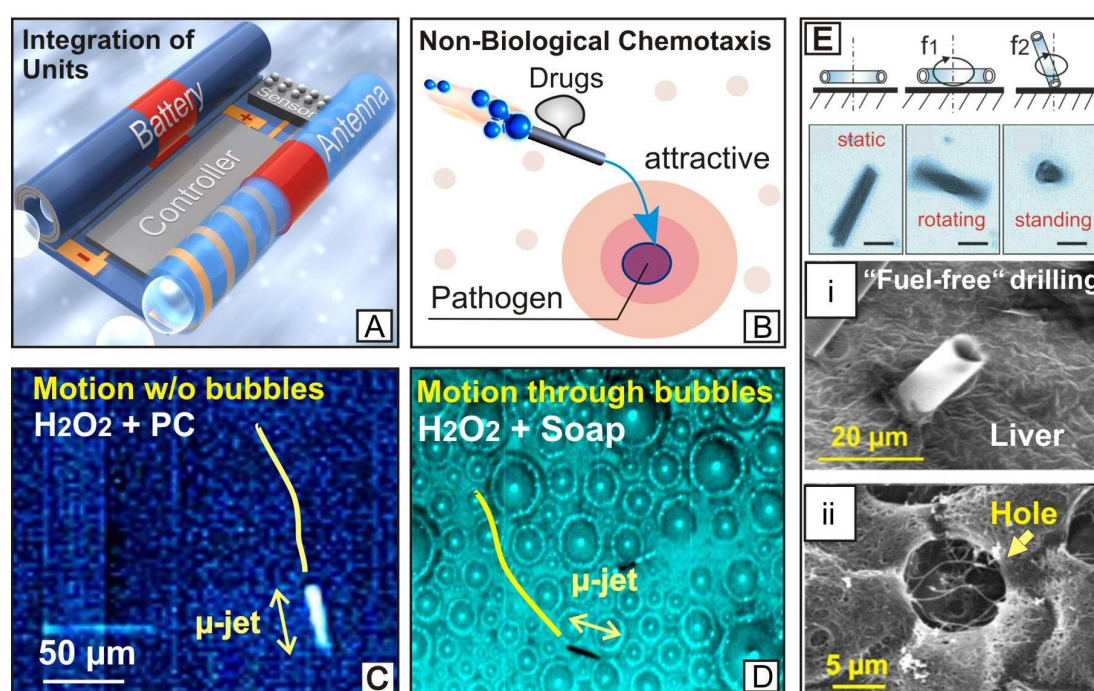 Integration of
Units
Battery
Sensor
Antenna
+
Controller
-
A
Non-Biological Chemotaxis
Drugs
attractive
Pathogen
B
Motion w/o bubbles
H2O2 + PC
µ-jet
50 µm
C
Motion through bubbles
H2O2 + Soap
µ-jet
D
E
f1
f2
static
rotating
standing
i
“Fuel-free“ drilling
20 µm
Liver
ii
Hole
5 µm